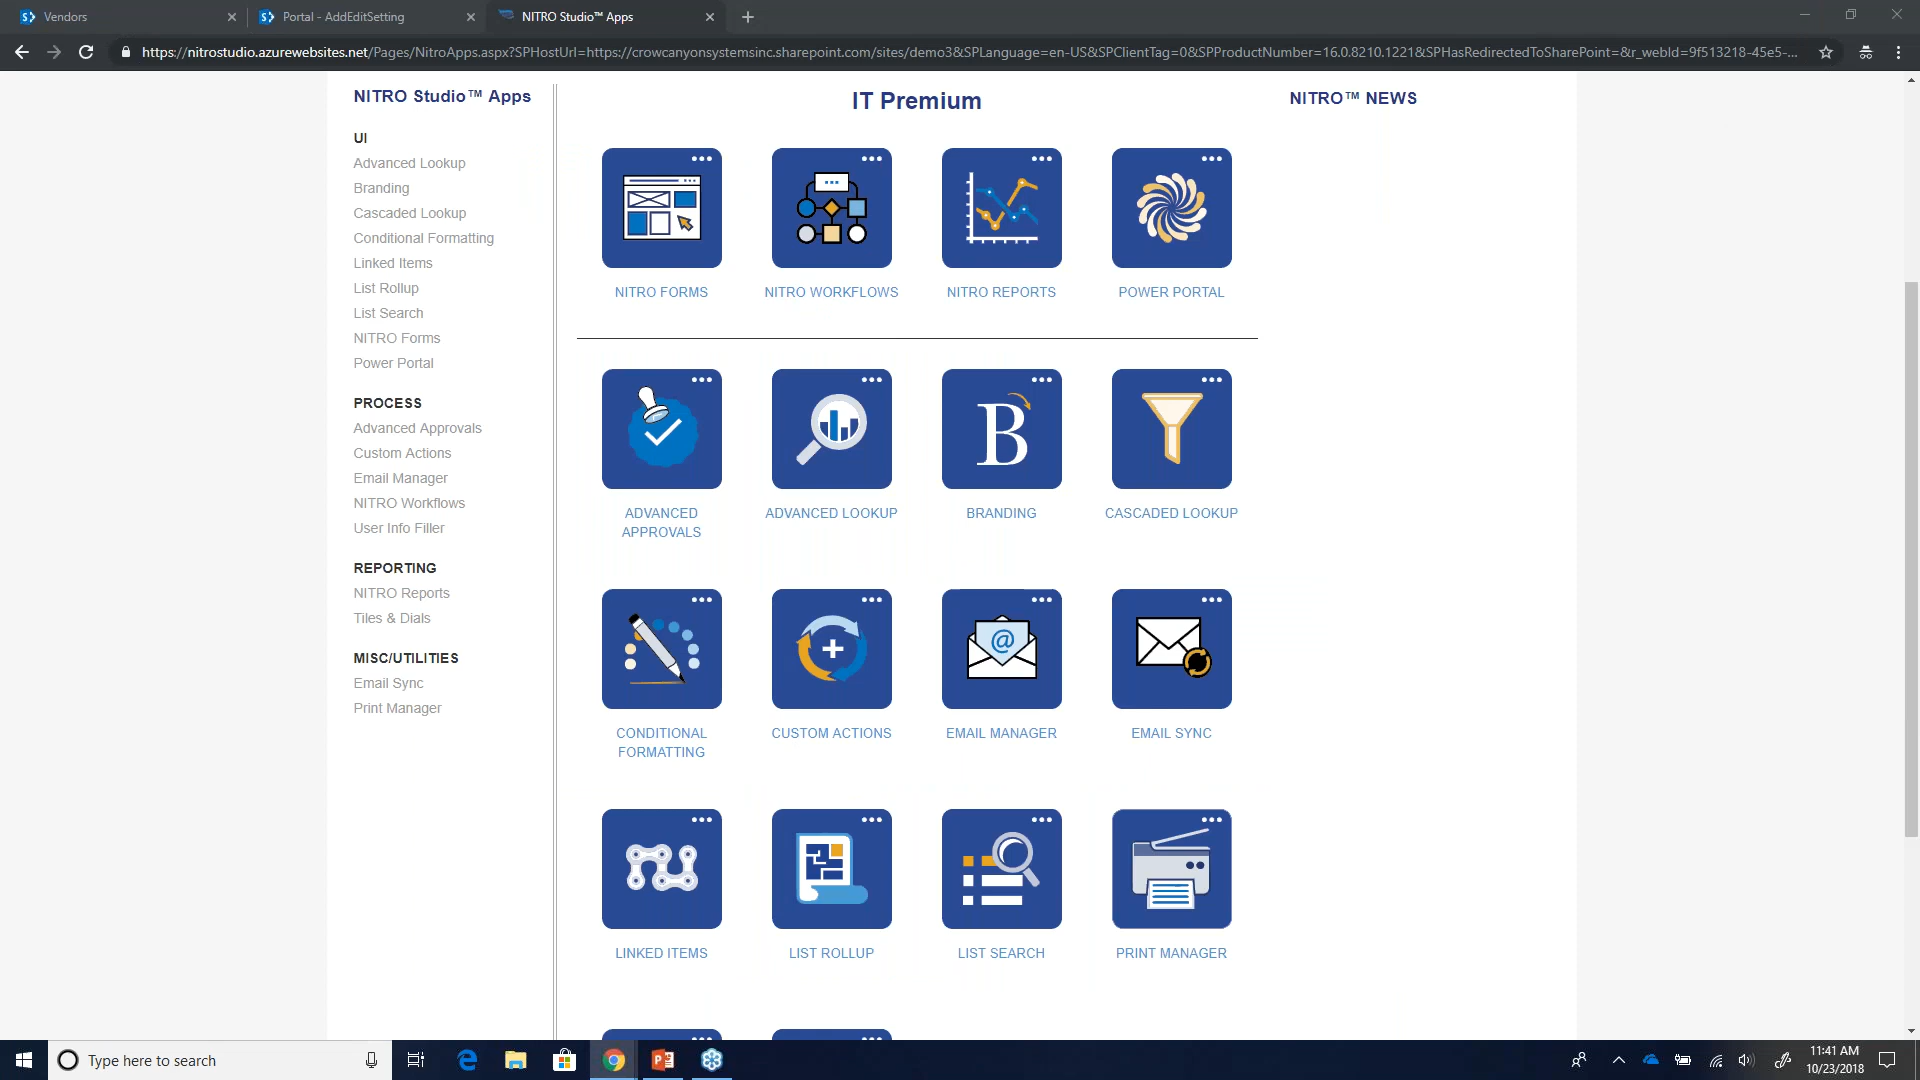 Vendors
Portal - AddEditSetting
NITRO Studio™ Apps
https://nitrostudio.azurewebsites.net/Pages/NitroApps.aspx?SPHostUrl=https://crowcanyonsystemsinc.sharepoint.com/sites/demo3&SPLanguage=en-US&SPClientTag=0&SPProductNumber=16.0.8210.12221&SPHasRedirectedToSharePoint=&r_webId=9f513218-45e5-...
NITRO Studio™ Apps
UI
Advanced Lookup
Branding
Cascaded Lookup
Conditional Formatting
Linked Items
List Rollup
List Search
NITRO Forms
Power Portal
PROCESS
Advanced Approvals
Custom Actions
Email Manager
NITRO Workflows
User Info Filler
REPORTING
NITRO Reports
Tiles & Dials
MISC/UTILITIES
Email Sync
Print Manager
IT Premium
NITRO FORMS
NITRO WORKFLOWS
NITRO REPORTS
POWER PORTAL
B
ADVANCED
APPROVALS
ADVANCED LOOKUP
BRANDING
CASCADED LOOKUP
@
CONDITIONAL
FORMATTING
CUSTOM ACTIONS
EMAIL MANAGER
EMAIL SYNC
LINKED ITEMS
LIST ROLLUP
LIST SEARCH
PRINT MANAGER
NITRO™ NEWS
Type here to search
11:41 AM
10/23/2018